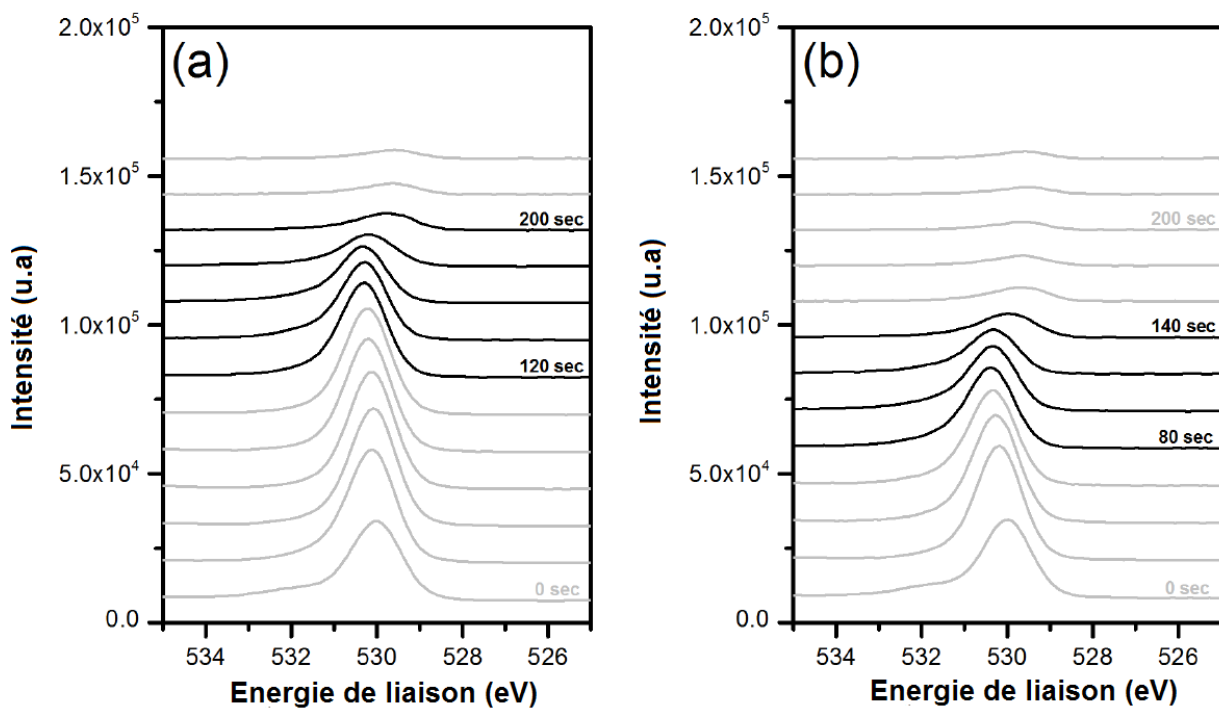 (a)
2.0x10⁵
1.5x10⁵
1.0x10⁵
5.0x10⁴
0.0
Intensité (u.a)
200 sec
120 sec
0 sec
534 532 530 528 526
Energie de liaison (eV)
(b)
2.0x10⁵
1.5x10⁵
1.0x10⁵
5.0x10⁴
0.0
Intensité (u.a)
200 sec
140 sec
80 sec
0 sec
534 532 530 528 526
Energie de liaison (eV)